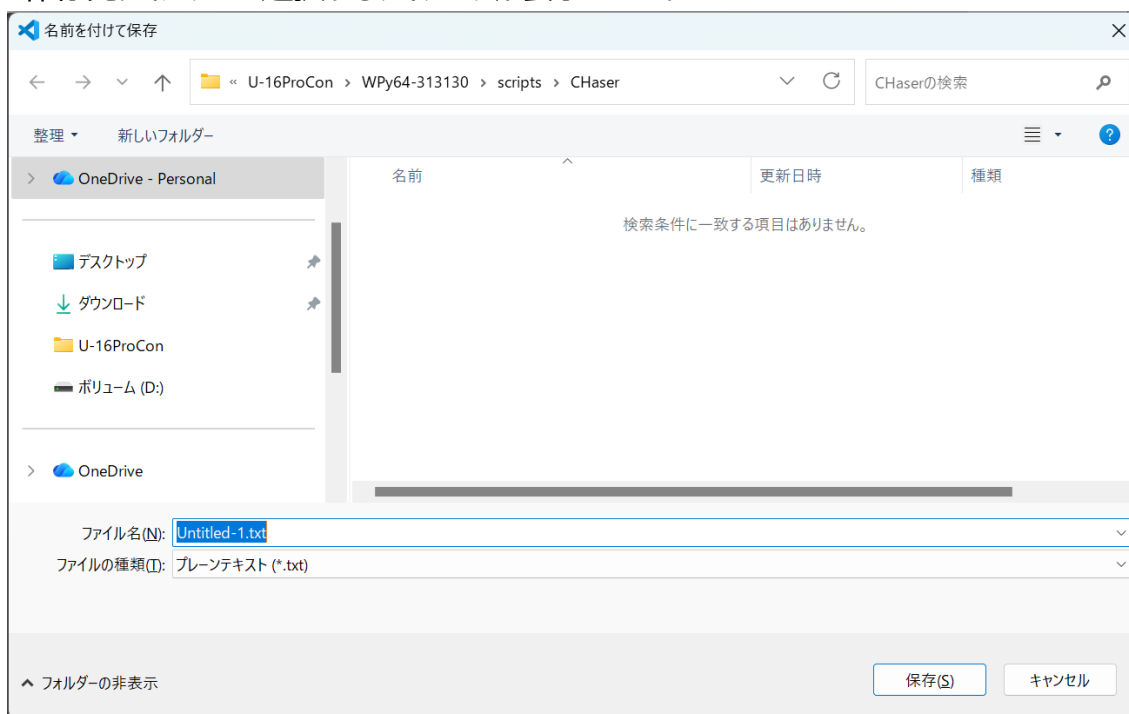 名前を付けて保存
« U-16ProCon › WPy64-313130 › scripts › CHaser
CHaserの検索
整理
新しいフォルダー
OneDrive - Personal
名前
更新日時
種類
検索条件に一致する項目はありません。
デスクトップ
ダウンロード
U-16ProCon
ボリューム (D:)
OneDrive
ファイル名(N): Untitled-1.txt
ファイルの種類(T): プレーンテキスト (*.txt)
フォルダーの非表示
保存(S)
キャンセル